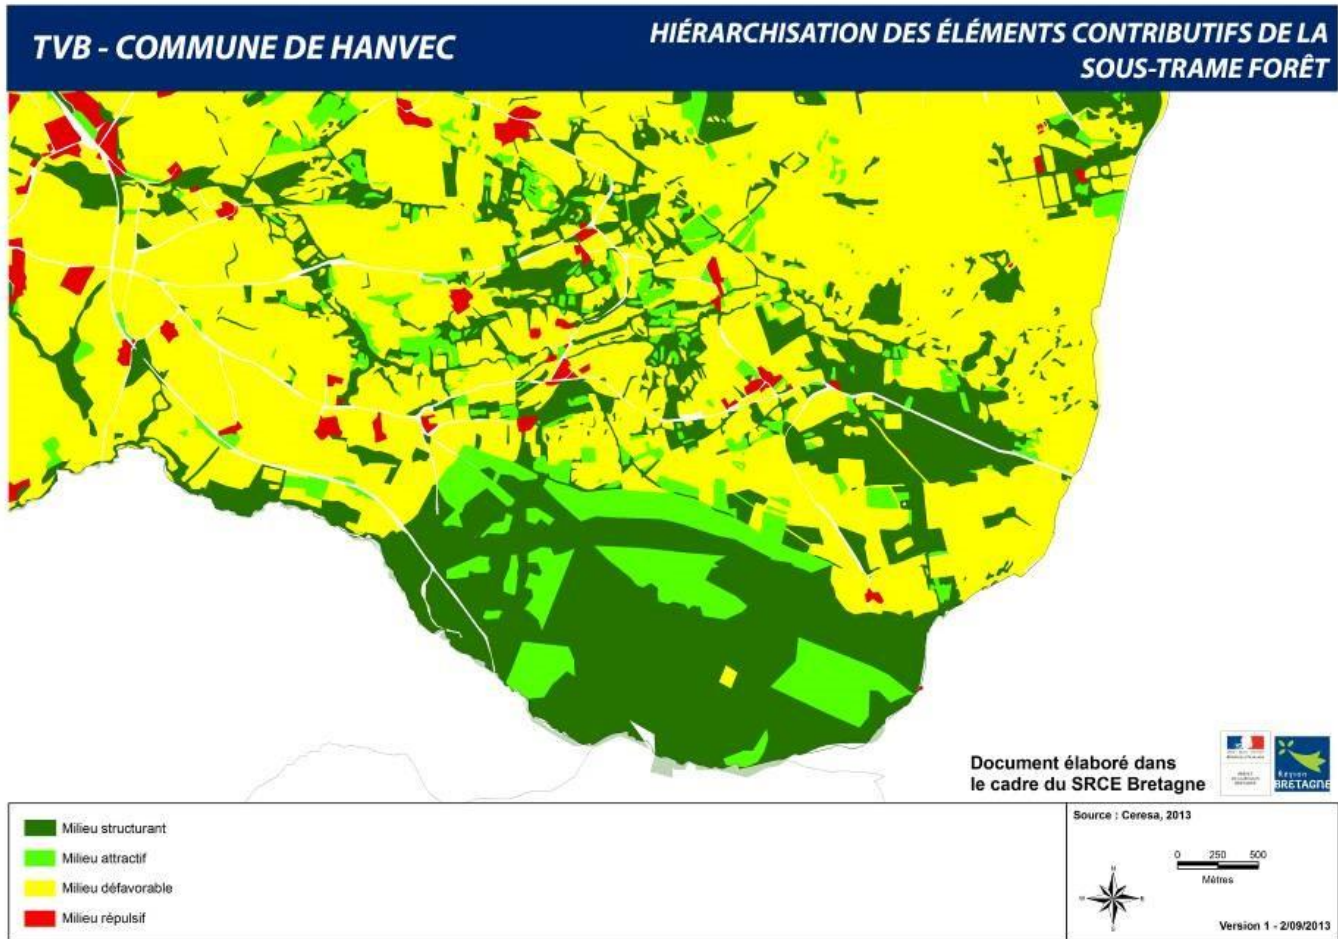 TVB - COMMUNE DE HANVEC
HIÉRARCHISATION DES ÉLÉMENTS CONTRIBUTIFS DE LA
SOUS-TRAME FORÊT
Document élaboré dans
le cadre du SRCE Bretagne
Région
BRETAGNE
Milieu structurant
Milieu attractif
Milieu défavorable
Milieu répulsif
Source : Ceresa, 2013
0 250 500
Mètres
N
W E
S
Version 1 - 2/09/2013